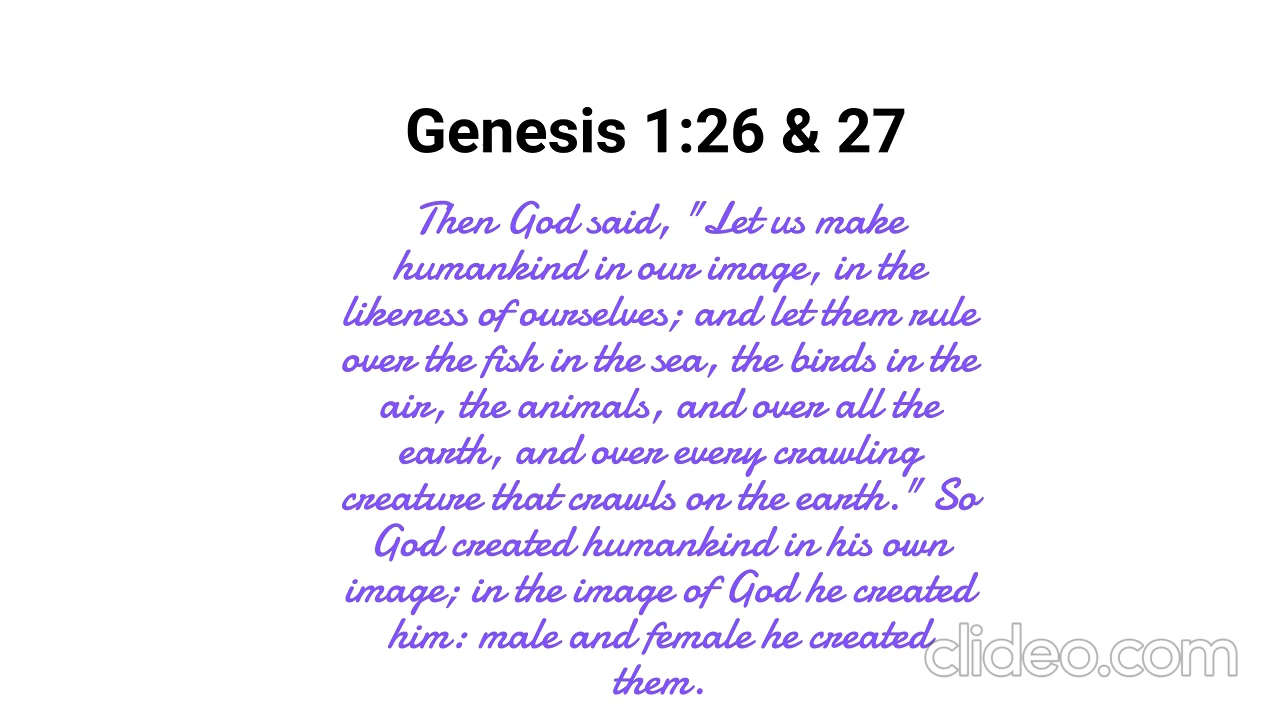 Genesis 1:26 & 27
Then God said, "Let us make
humankind in our image, in the
likeness of ourselves; and let them rule
over the fish in the sea, the birds in the
air, the animals, and over all the
earth, and over every crawling
creature that crawls on the earth." So
God created humankind in his own
image; in the image of God he created
him: male and female he created
them.
clideo.com